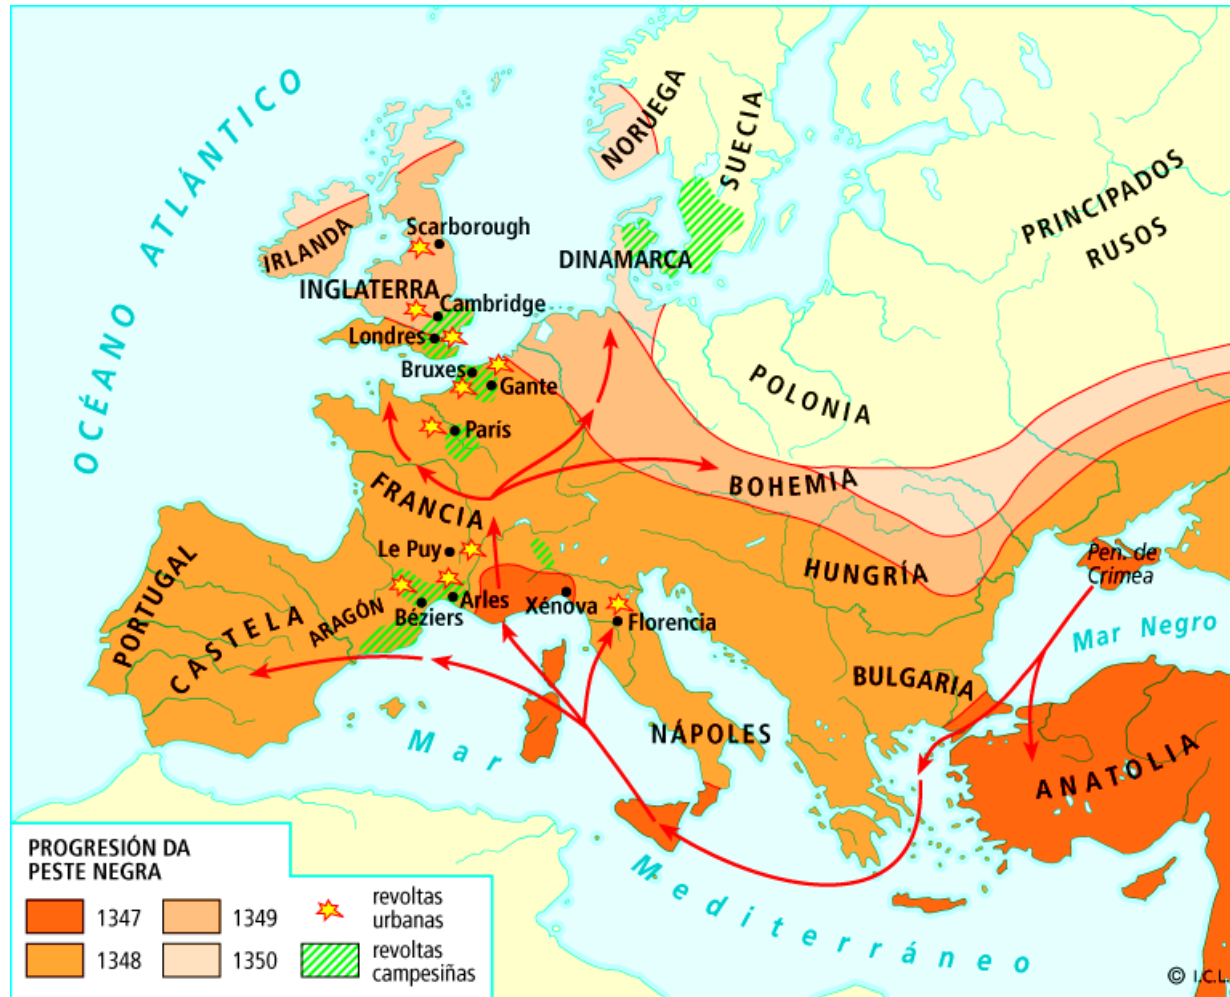 OCÉANO ATLÁNTICO
NORUEGA
SUECIA
PRINCIPADOS
RUSOS
Scarborough
IRLANDA
DINAMARCA
INGLATERRA
Cambridge
Londres
Bruxes
Gante
POLONIA
París
BOHEMIA
FRANCIA
Le Puy
HUNGRÍA
Pen. de
Crimea
PORTUGAL
CASTELA
ARAGÓN
Béziers
Arles
Xénova
Florencia
Mar Negro
BULGARIA
NÁPOLES
ANATOLIA
Mar
Mediterráneo
PROGRESIÓN DA
PESTE NEGRA
1347
1349
1348
1350
revoltas
urbanas
revoltas
campesiñas
© I.C.L.